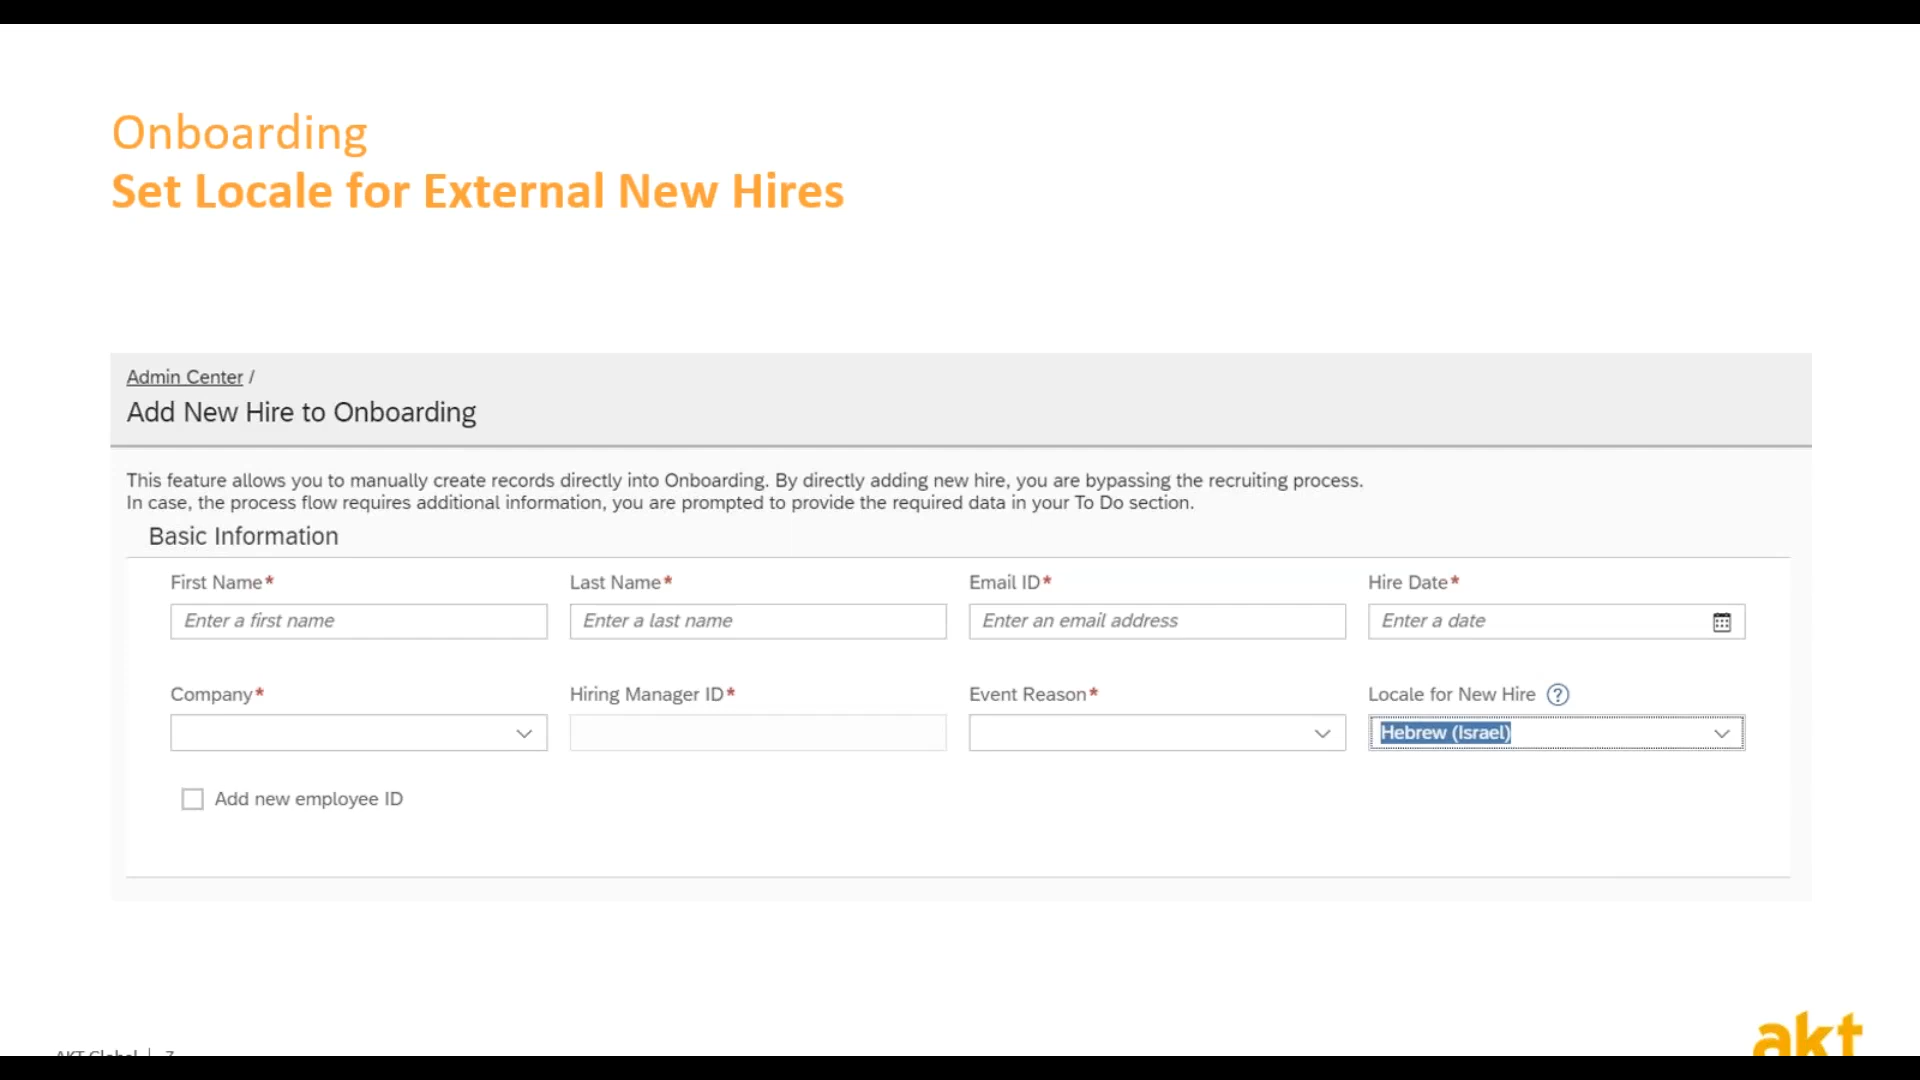 Onboarding
Set Locale for External New Hires
Admin Center /
Add New Hire to Onboarding
This feature allows you to manually create records directly into Onboarding. By directly adding new hire, you are bypassing the recruiting process.
In case, the process flow requires additional information, you are prompted to provide the required data in your To Do section.
Basic Information
First Name* Last Name* Email ID* Hire Date*
Enter a first name Enter a last name Enter an email address Enter a date
Company* Hiring Manager ID* Event Reason* Locale for New Hire ?
Hebrew (Israel)
Add new employee ID
AKT Global | 7
akt